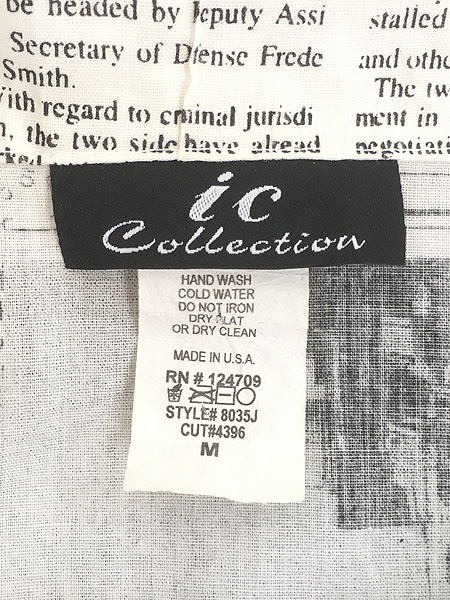 be headed by Deputy Assi
stalled
Secretary of Dfense Frede
and othe
Smith.
The tw
With regard to cminal jurisdi
ment in
the two side have alread
negotiati
ic
Collection
HAND WASH
COLD WATER
DO NOT IRON
DRY FLAT
OR DRY CLEAN
MADE IN U.S.A.
RN # 124709
STYLE# 8035J
CUT#4396
M